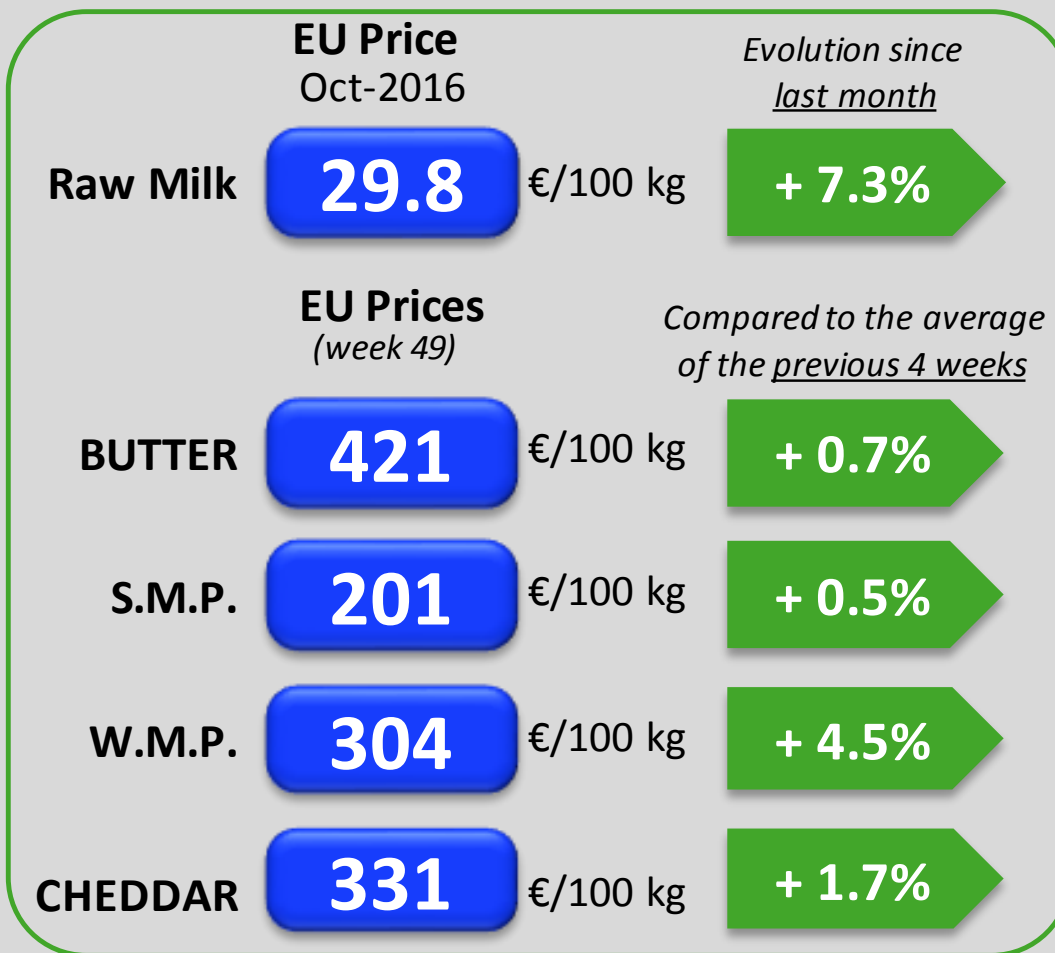 EU Price
Oct-2016
Evolution since
last month
Raw Milk 29.8 €/100 kg + 7.3%
EU Prices
(week 49)
Compared to the average
of the previous 4 weeks
BUTTER 421 €/100 kg + 0.7%
S.M.P. 201 €/100 kg + 0.5%
W.M.P. 304 €/100 kg + 4.5%
CHEDDAR 331 €/100 kg + 1.7%